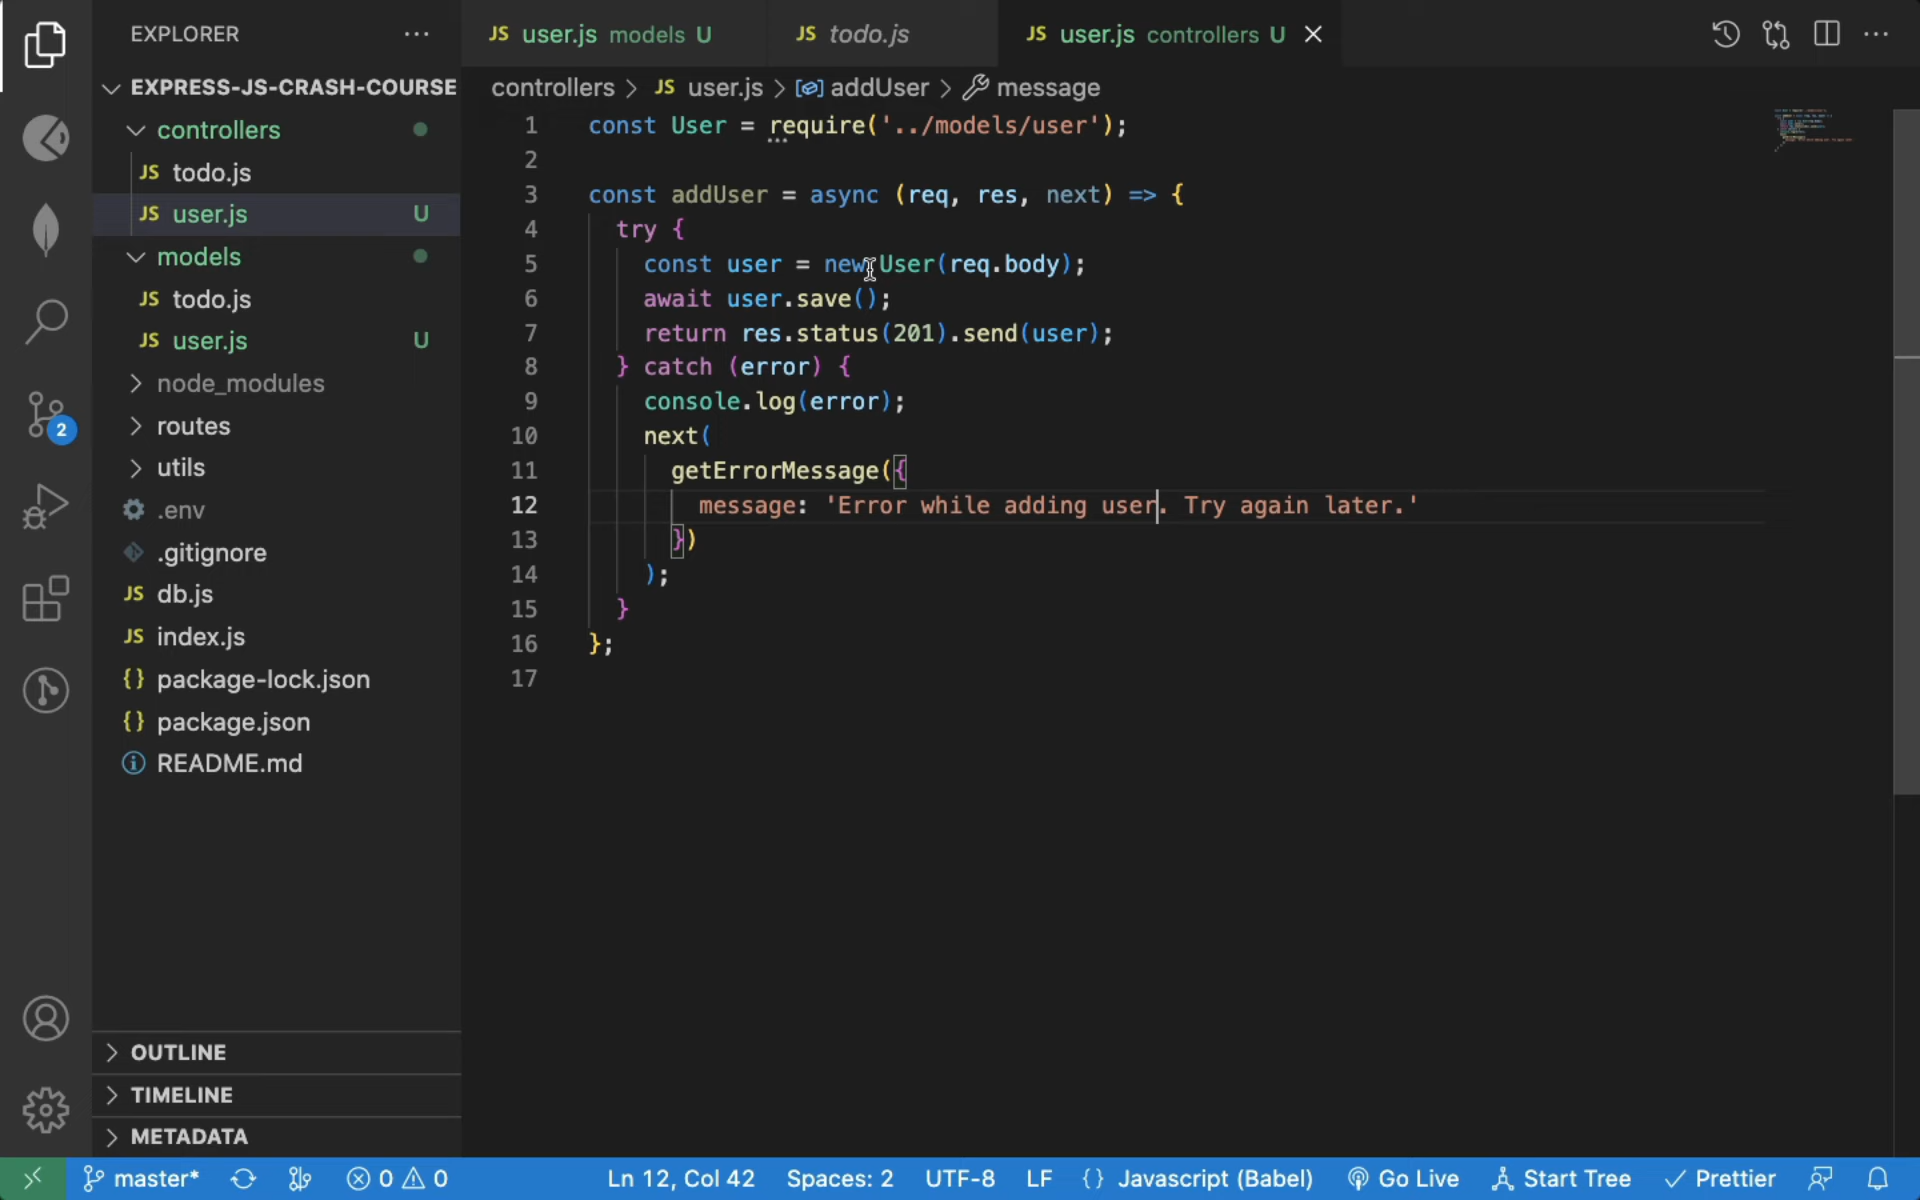 EXPLORER
EXPRESS-JS-CRASH-COURSE
controllers
JS todo.js
JS user.js U
models
JS todo.js
JS user.js U
node_modules
routes
utils
.env
.gitignore
JS db.js
JS index.js
{} package-lock.json
{} package.json
README.md
OUTLINE
TIMELINE
METADATA
2
JS user.js models U
JS todo.js
JS user.js controllers U
controllers > JS user.js > addUser > message
1 const User = require('../models/user');
2
3 const addUser = async (req, res, next) => {
4 try {
5 const user = new User(req.body);
6 await user.save();
7 return res.status(201).send(user);
8 } catch (error) {
9 console.log(error);
10 next(
11 getErrorMessage({
12 message: 'Error while adding user. Try again later.'
13 })
14 );
15 }
16 };
17
master* 0 0 Ln 12, Col 42 Spaces: 2 UTF-8 LF {} Javascript (Babel) Go Live Start Tree Prettier